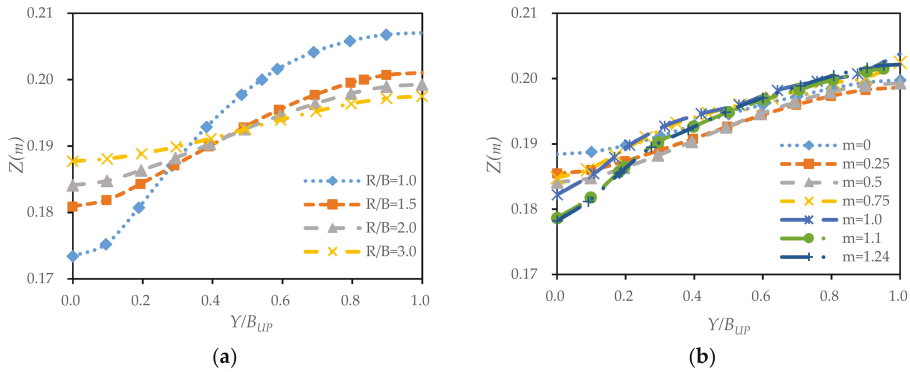 0.21
0.20
0.19
0.18
0.17
Z(m)
0.0 0.2 0.4 0.6 0.8 1.0
Y/B_UP
R/B=1.0
R/B=1.5
R/B=2.0
R/B=3.0
(a)
0.21
0.20
0.19
0.18
0.17
Z(m)
0.0 0.2 0.4 0.6 0.8 1.0
Y/B_UP
m=0
m=0.25
m=0.5
m=0.75
m=1.0
m=1.1
m=1.24
(b)